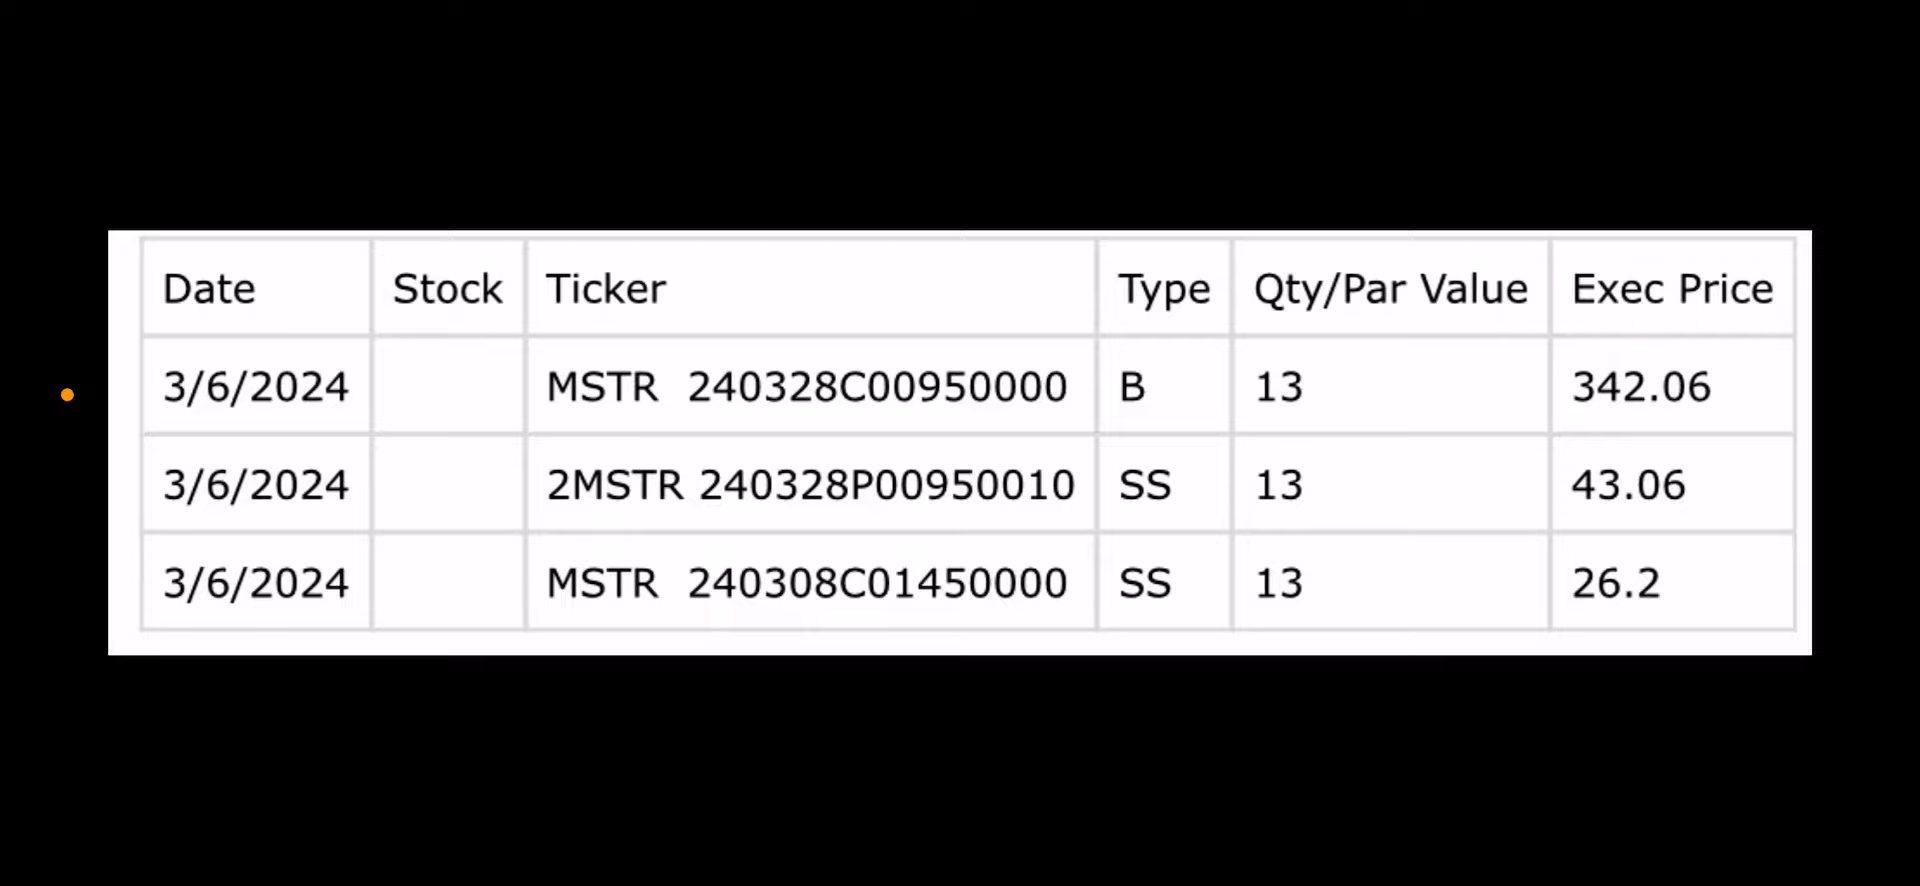 Date Stock Ticker Type Qty/Par Value Exec Price
3/6/2024 MSTR 240328C00950000 B 13 342.06
3/6/2024 2MSTR 240328P00950010 SS 13 43.06
3/6/2024 MSTR 240308C01450000 SS 13 26.2